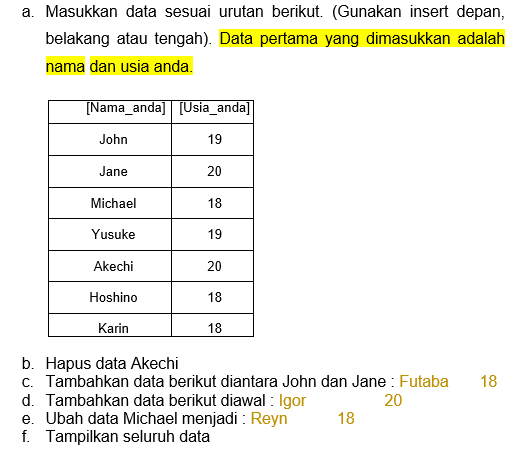 a. Masukkan data sesuai urutan berikut. (Gunakan insert depan,
belakang atau tengah). Data pertama yang dimasukkan adalah
nama dan usia anda.
[Nama_anda] [Usia_anda]
John 19
Jane 20
Michael 18
Yusuke 19
Akechi 20
Hoshino 18
Karin 18
b. Hapus data Akechi
c. Tambahkan data berikut diantara John dan Jane : Futaba 18
d. Tambahkan data berikut diawal : Igor 20
e. Ubah data Michael menjadi : Reyn 18
f. Tampilkan seluruh data